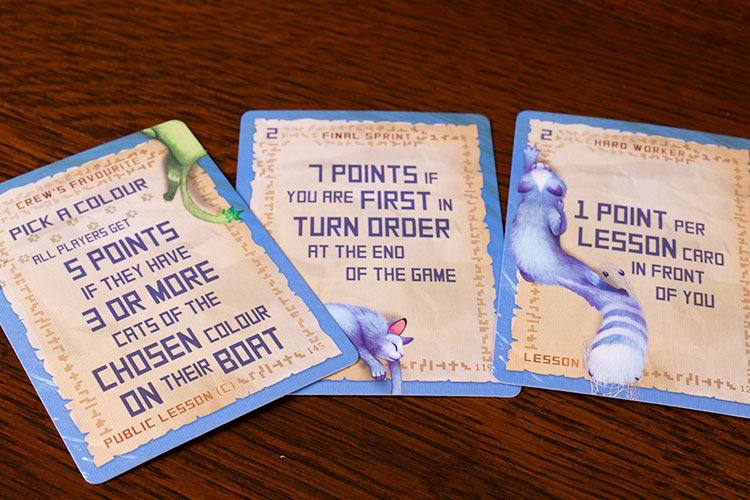 CREW'S FAVOURITE
PICK A COLOUR
ALL PLAYERS GET
5 POINTS
IF THEY HAVE
3 OR MORE
CATS OF THE
CHOSEN COLOUR
ON THEIR BOAT
145
PUBLIC LESSON (C)
2
FINAL SPRINT
7 POINTS IF
YOU ARE FIRST IN
TURN ORDER
AT THE END
OF THE GAME
2
HARD WORKER
1 POINT PER
LESSON CARD
IN FRONT
OF YOU
LESSON